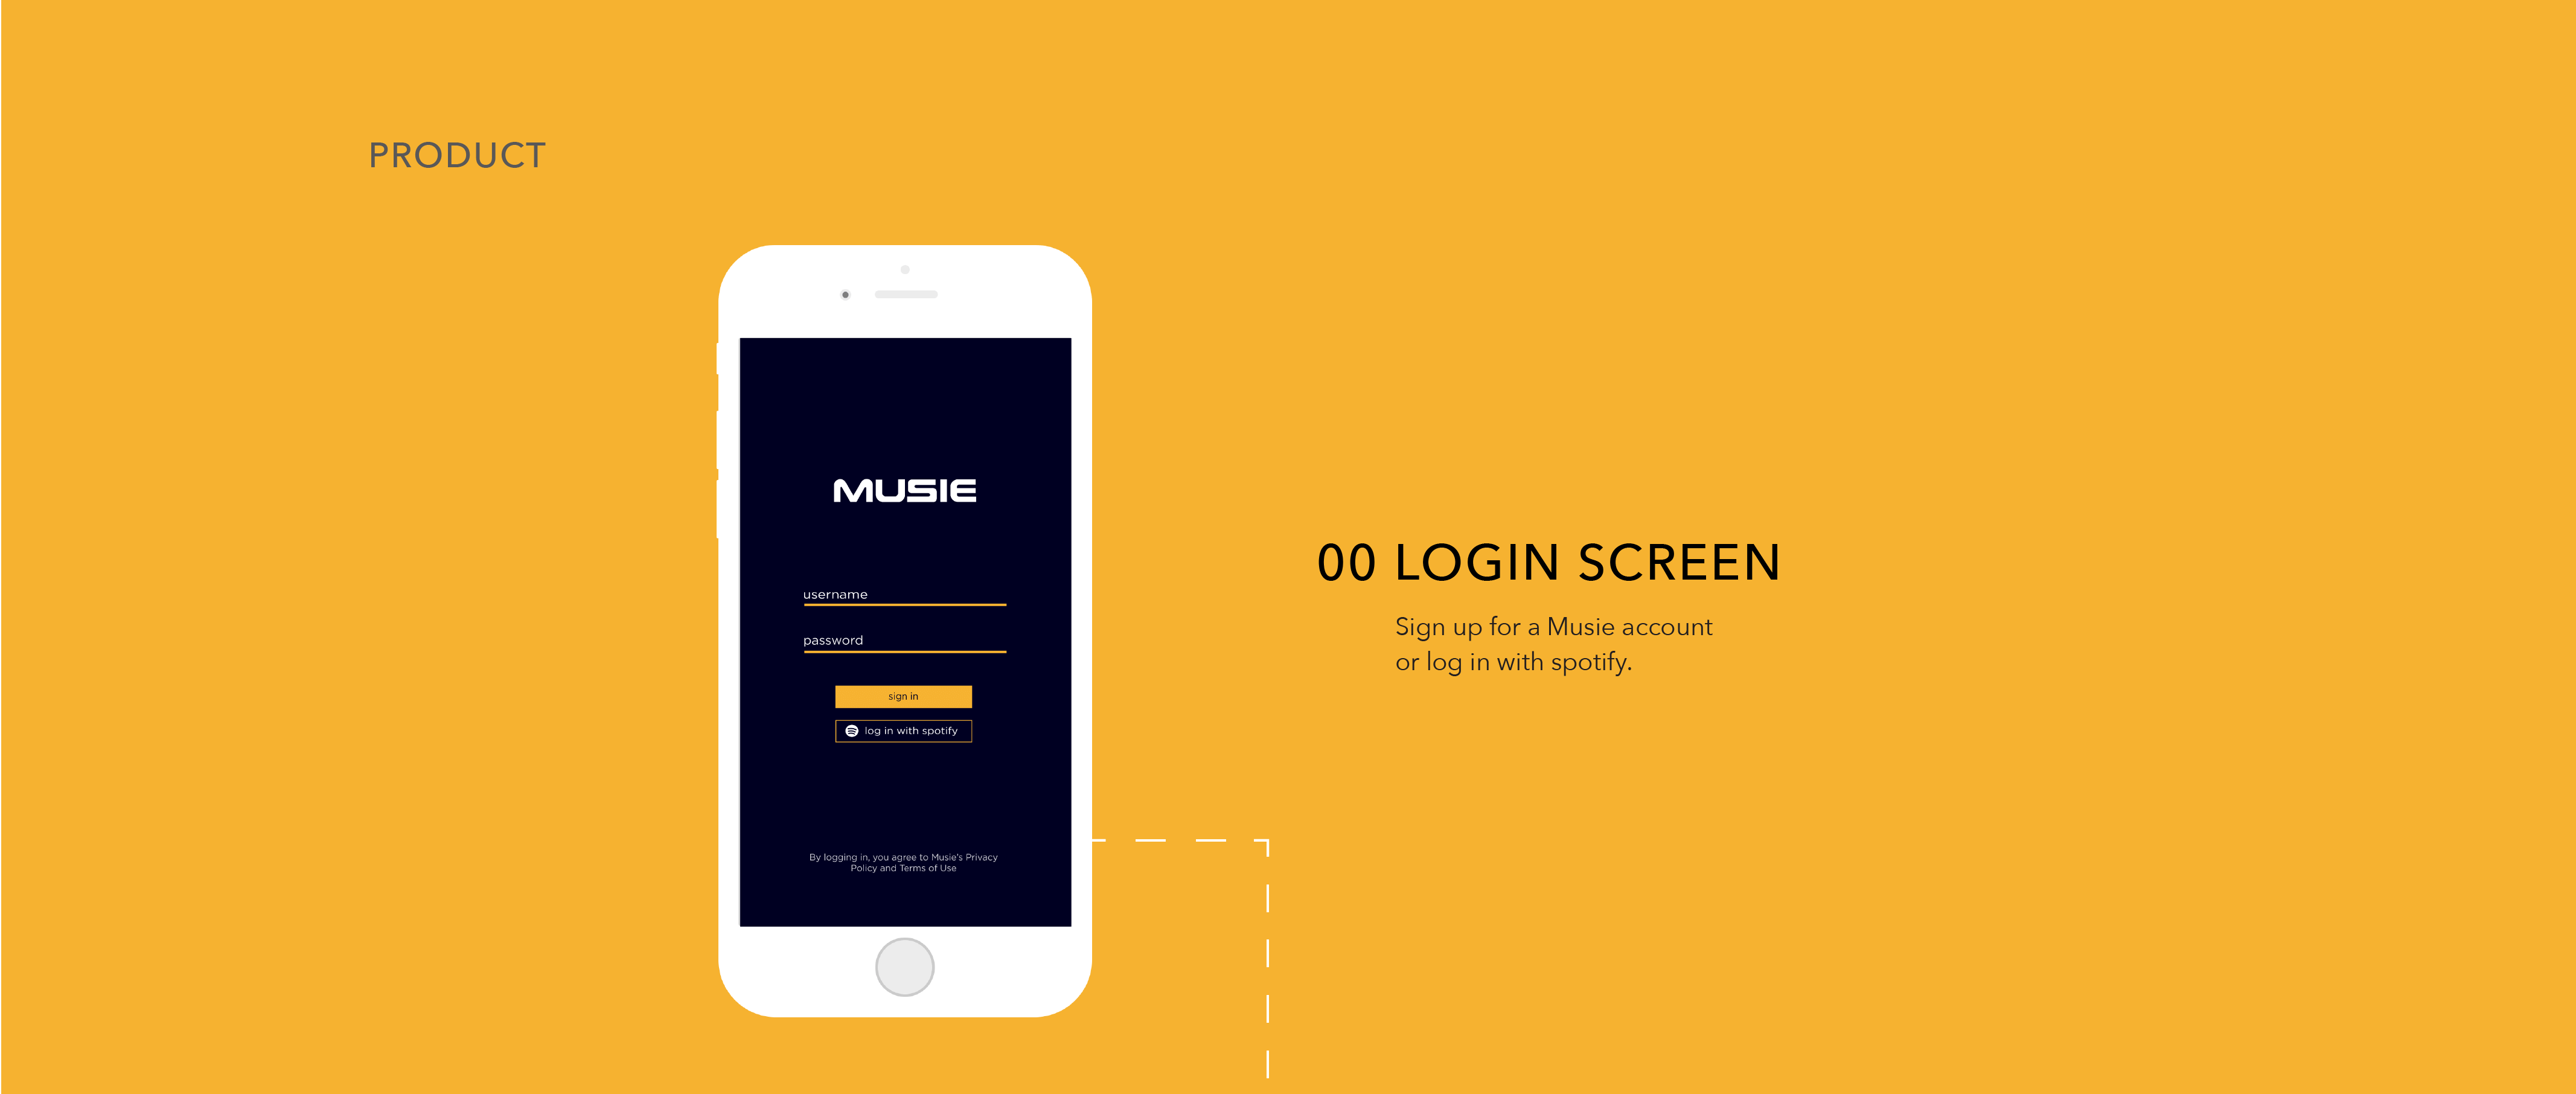 PRODUCT
MUSIE
username
password
sign in
log in with spotify
By logging in, you agree to Musie's Privacy
Policy and Terms of Use
00 LOGIN SCREEN
Sign up for a Musie account
or log in with spotify.